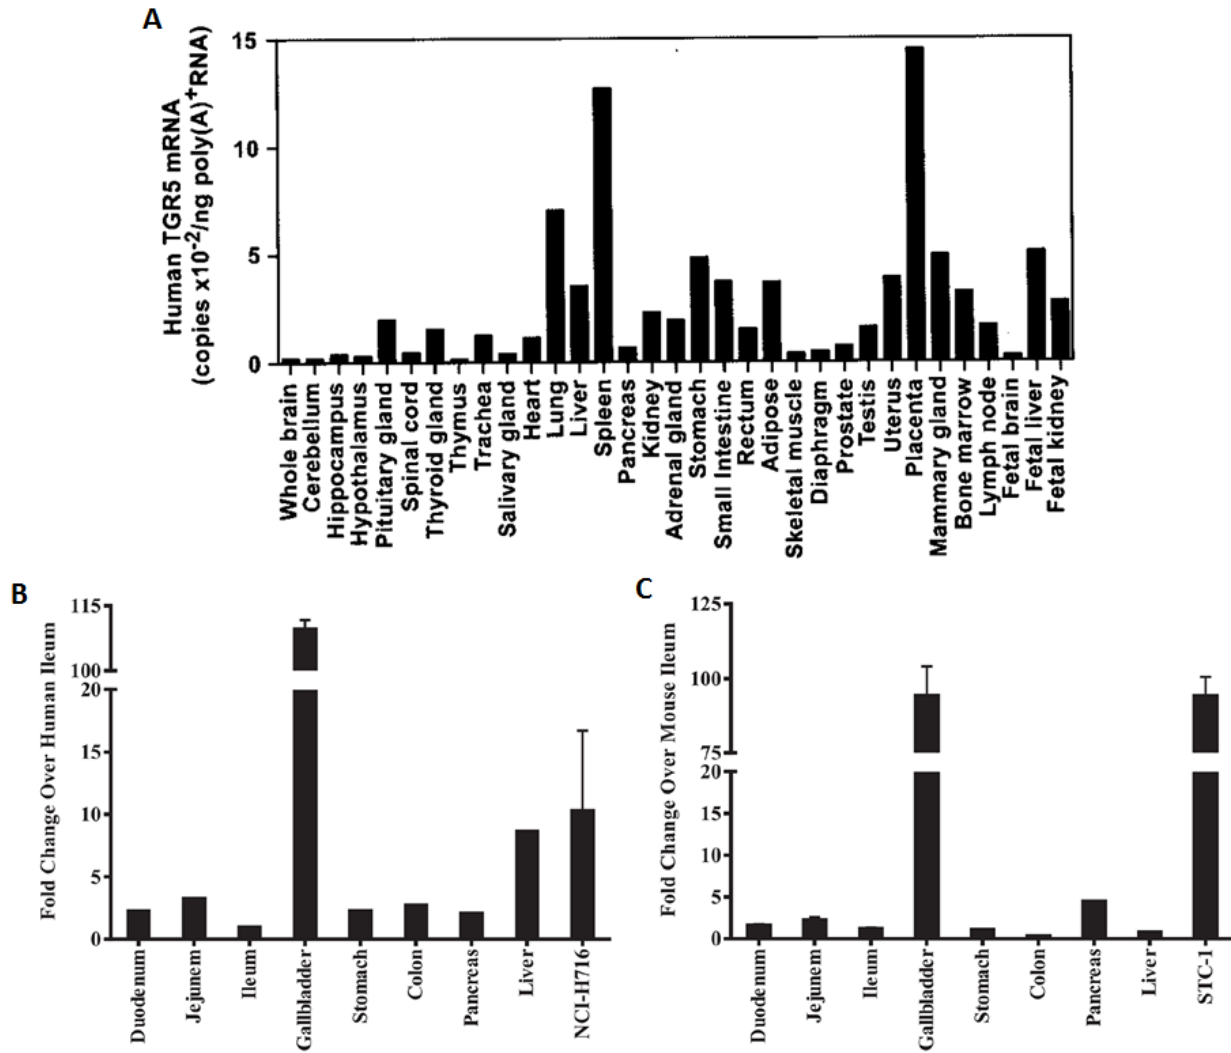 A
Human TGR5 mRNA
(copies x10⁻²/ng poly(A)⁺RNA)
15
10
5
0
Whole brain
Cerebellum
Hippocampus
Hypothalamus
Pituitary gland
Spinal cord
Thyroid gland
Thymus
Trachea
Salivary gland
Heart
Lung
Liver
Spleen
Pancreas
Kidney
Adrenal gland
Stomach
Small Intestine
Rectum
Adipose
Skeletal muscle
Diaphragm
Prostate
Testis
Uterus
Placenta
Mammary gland
Bone marrow
Lymph node
Fetal brain
Fetal liver
Fetal kidney
B
Fold Change Over Human Ileum
115
100
20
15
10
5
0
Duodenum
Jejunem
Ileum
Gallbladder
Stomach
Colon
Pancreas
Liver
NCI-H716
C
Fold Change Over Mouse Ileum
125
100
75
20
15
10
5
0
Duodenum
Jejunem
Ileum
Gallbladder
Stomach
Colon
Pancreas
Liver
STC-1